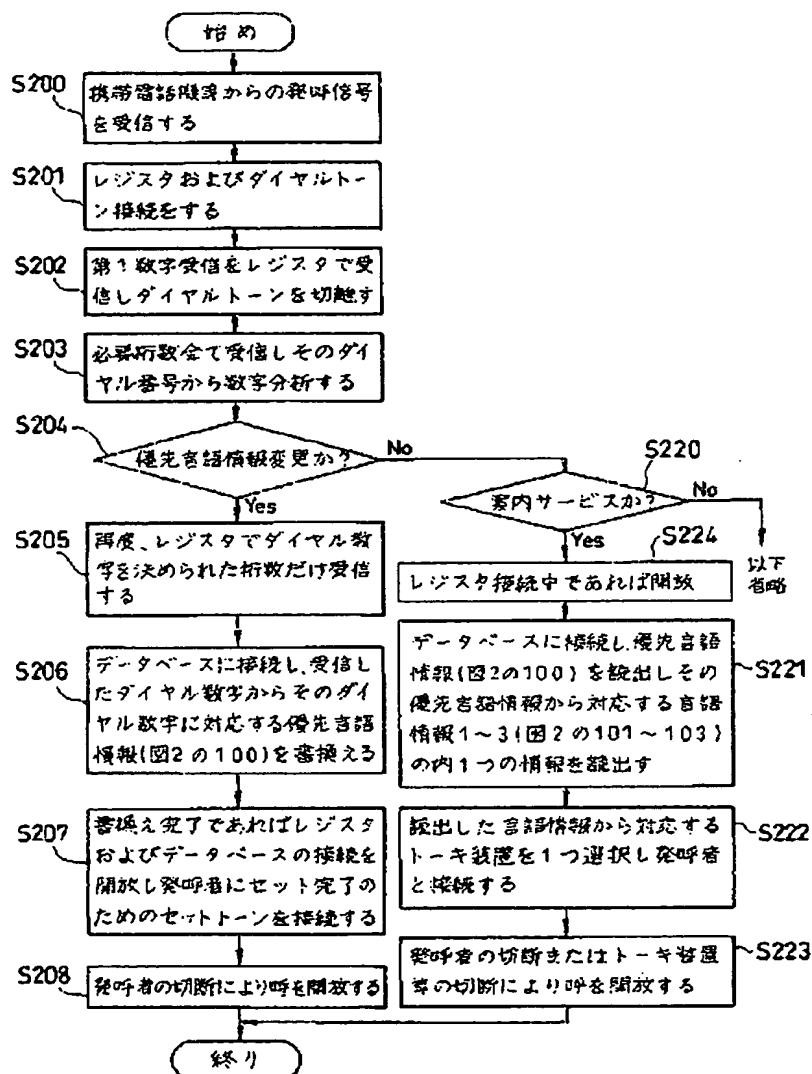 始め
S200
携帯電話機等からの発呼信号
を受信する
S201
レジスタおよびダイヤルトー
ン接続をする
S202
第1数字受信をレジスタで受
信しダイヤルトーンを切離す
S203
必要桁数全て受信しそのダイ
ヤル番号から数字分析する
S204
優先言語情報変更か?
No
Yes
S205
再度、レジスタでダイヤル数
字を決められた桁数だけ受信
する
S206
データベースに接続し、受信し
たダイヤル数字からそのダイ
ヤル数字に対応する優先言語
情報(図2の100)を書換える
S207
書換え完了であればレジスタ
およびデータベースの接続を
開放し発呼者にセット完了の
ためのセットトーンを接続する
S208
発呼者の切断により呼を開放する
S220
案内サービスか?
No
以下
省略
Yes
S224
レジスタ接続中であれば開放
データベースに接続し、優先言語
情報(図2の100)を読出しその
優先言語情報から対応する言語
情報1~3(図2の101~103)
の内1つの情報を読出す
S221
読出した言語情報から対応する
トーキ装置を1つ選択し発呼者
と接続する
S222
発呼者の切断またはトーキ装置
等の切断により呼を開放する
S223
終り